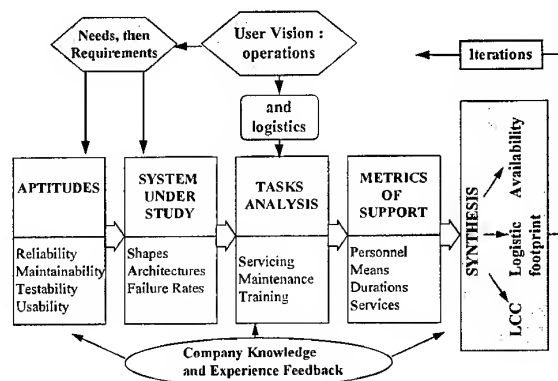 Needs, then
Requirements
User Vision :
operations
Iterations
and
logistics
APTITUDES
SYSTEM
UNDER
STUDY
TASKS
ANALYSIS
METRICS
OF
SUPPORT
Reliability
Maintainability
Testability
Usability
Shapes
Architectures
Failure Rates
Servicing
Maintenance
Training
Personnel
Means
Durations
Services
SYNTHESIS
Availability
Logistic
footprint
LCC
Company Knowledge
and Experience Feedback